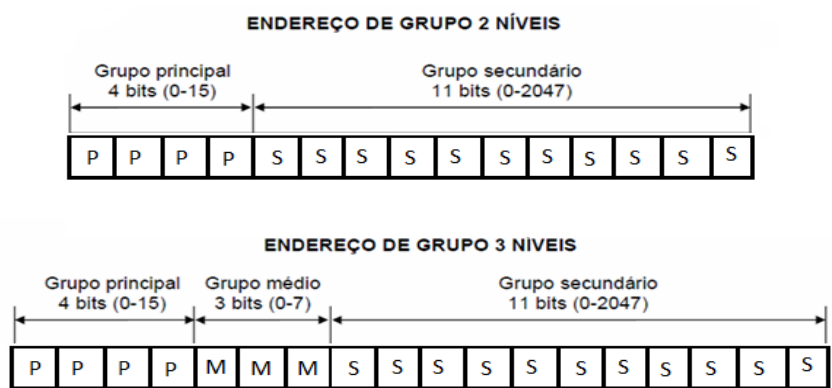 ENDEREÇO DE GRUPO 2 NÍVEIS
Grupo principal
4 bits (0-15)
Grupo secundário
11 bits (0-2047)
P P P P S S S S S S S S S S S
ENDEREÇO DE GRUPO 3 NÍVEIS
Grupo principal
4 bits (0-15)
Grupo médio
3 bits (0-7)
Grupo secundário
11 bits (0-2047)
P P P P M M M S S S S S S S S S S S